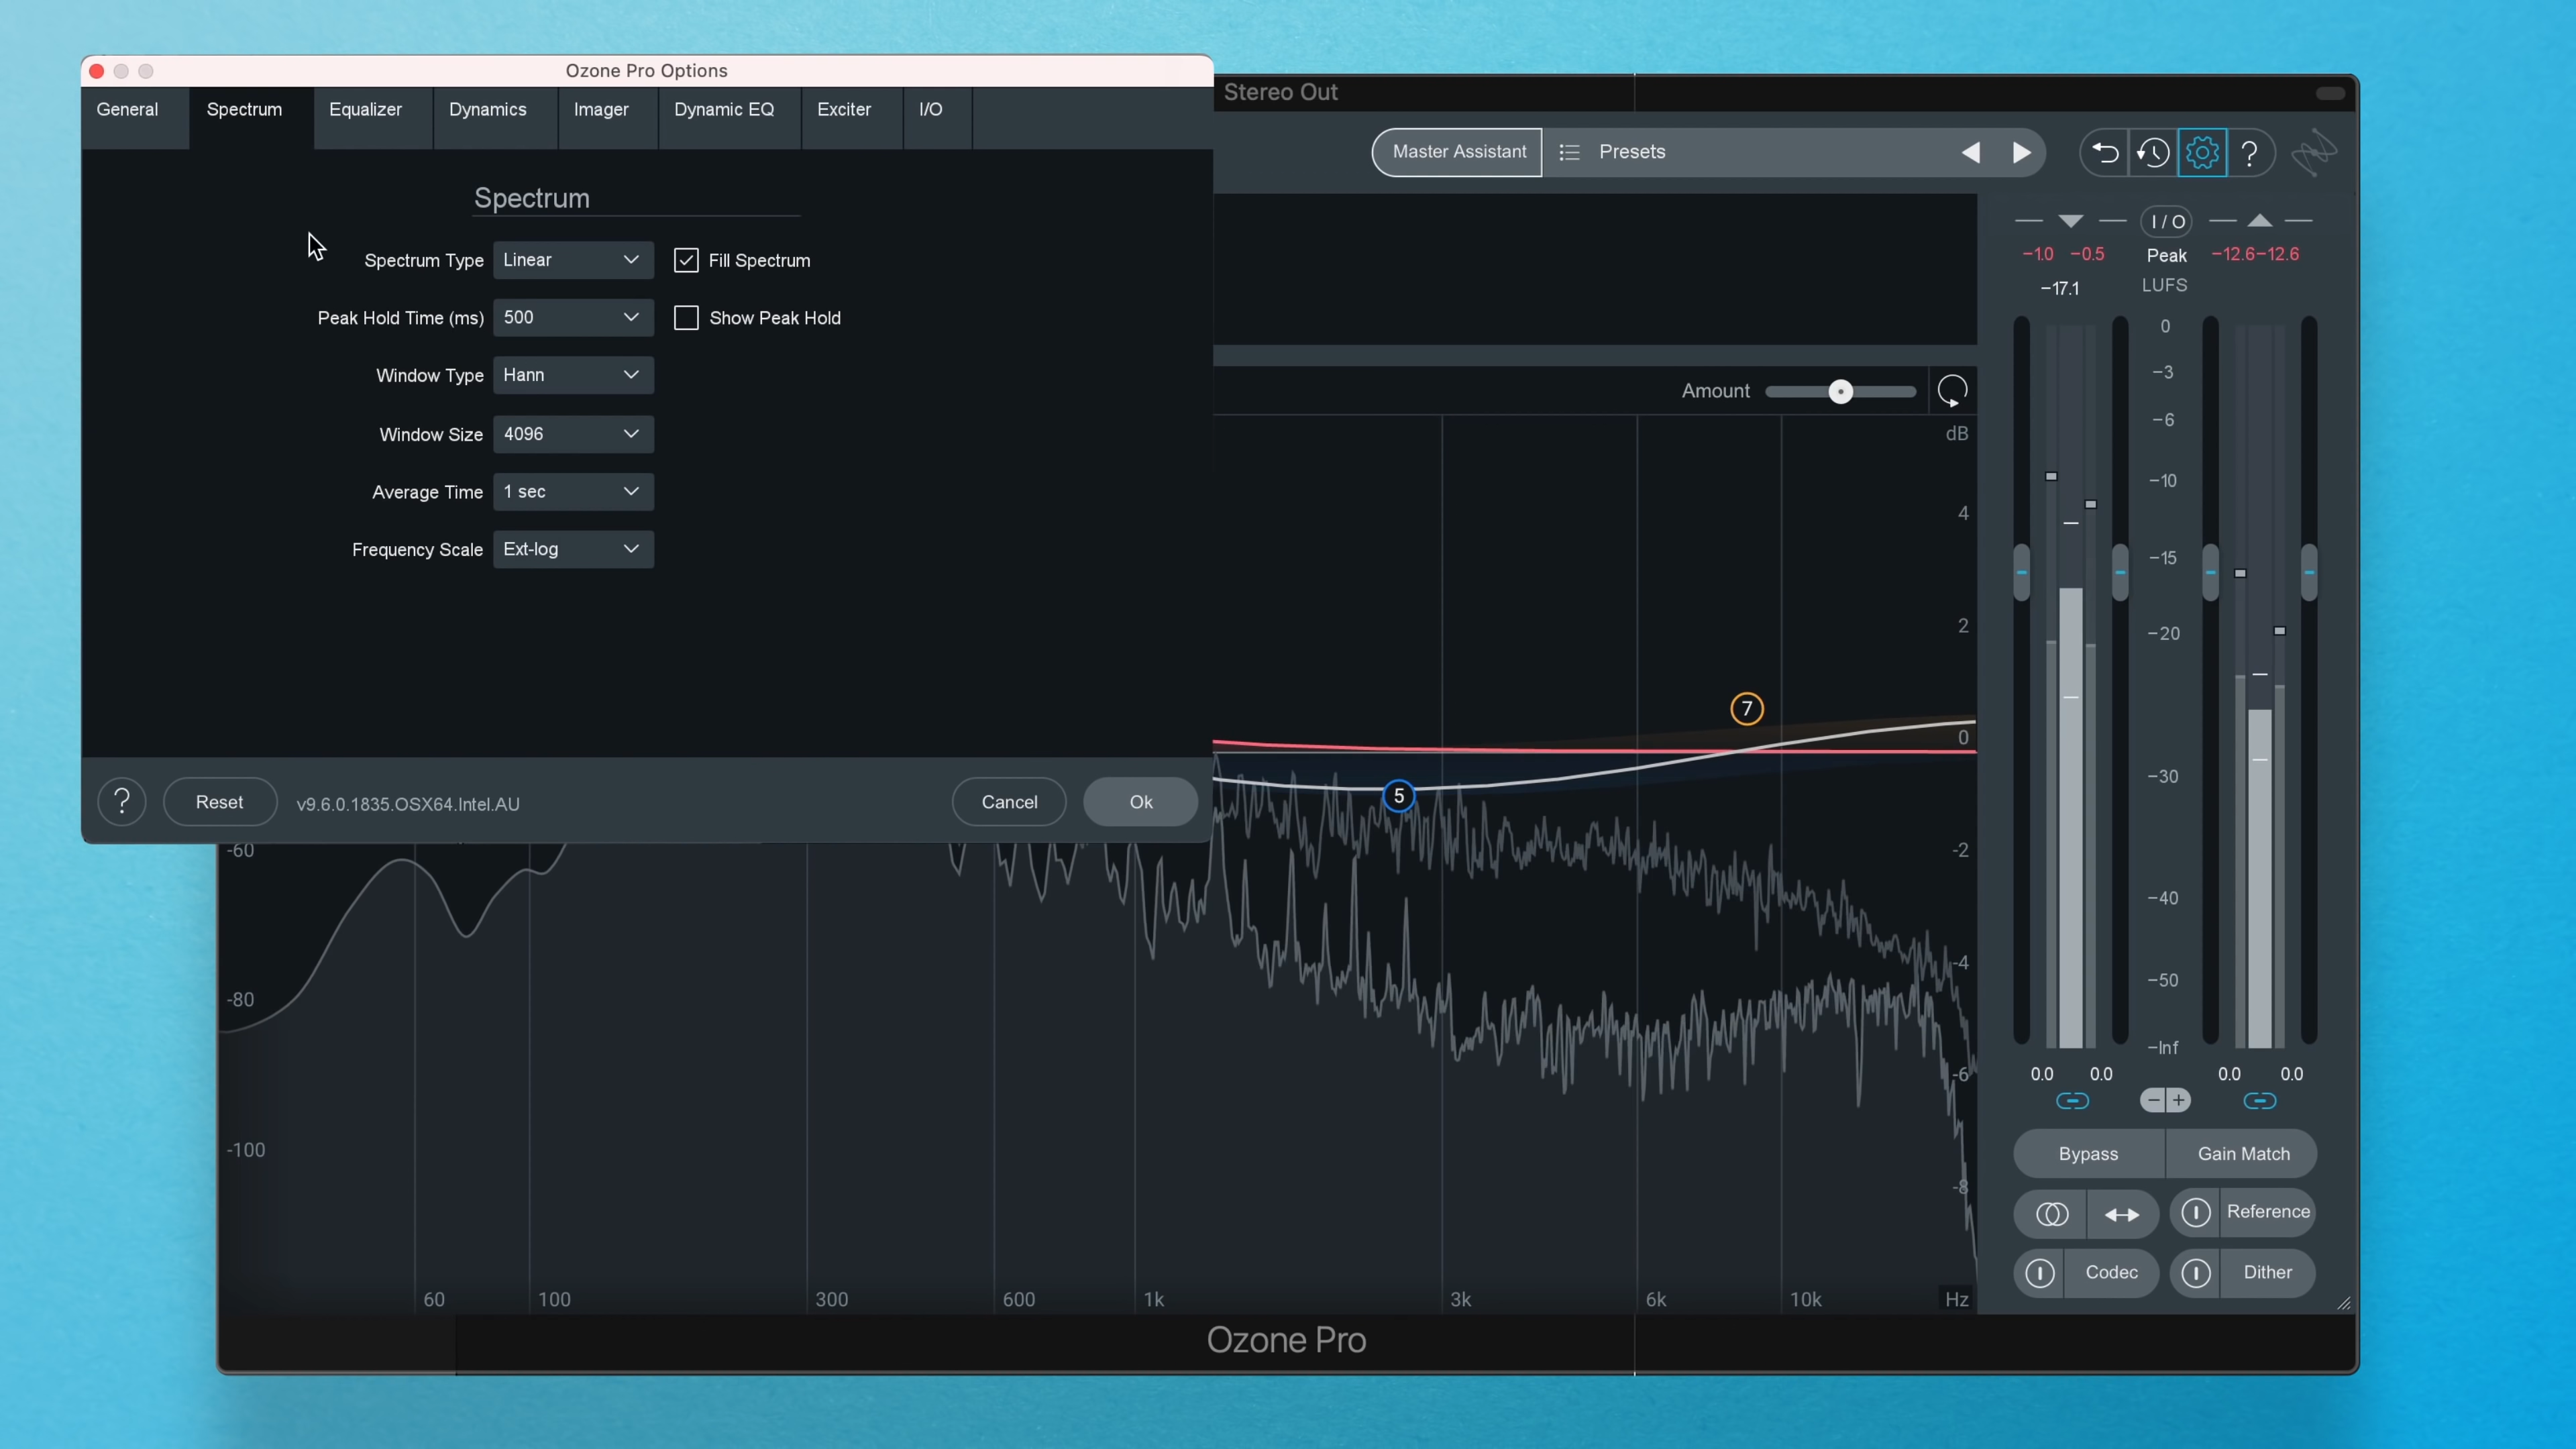 Ozone Pro Options
General Spectrum Equalizer Dynamics Imager Dynamic EQ Exciter I/O
Spectrum
Spectrum Type Linear Fill Spectrum
Peak Hold Time (ms) 500 Show Peak Hold
Window Type Hann
Window Size 4096
Average Time 1 sec
Frequency Scale Ext-log
? Reset v9.6.0.1835.OSX64.Intel.AU Cancel Ok
Stereo Out
Master Assistant Presets ?
I/O
-1.0 -0.5 Peak -12.6 -12.6
-17.1 LUFS
0
-3
-6
-10
-15
-20
-30
-40
-50
-Inf
0.0 0.0 0.0 0.0
- +
Bypass Gain Match
Reference
Codec Dither
Amount
dB
4
2
0
-2
-4
-6
-8
7
5
-60
-80
-100
60 100 300 600 1k 3k 6k 10k Hz
Ozone Pro